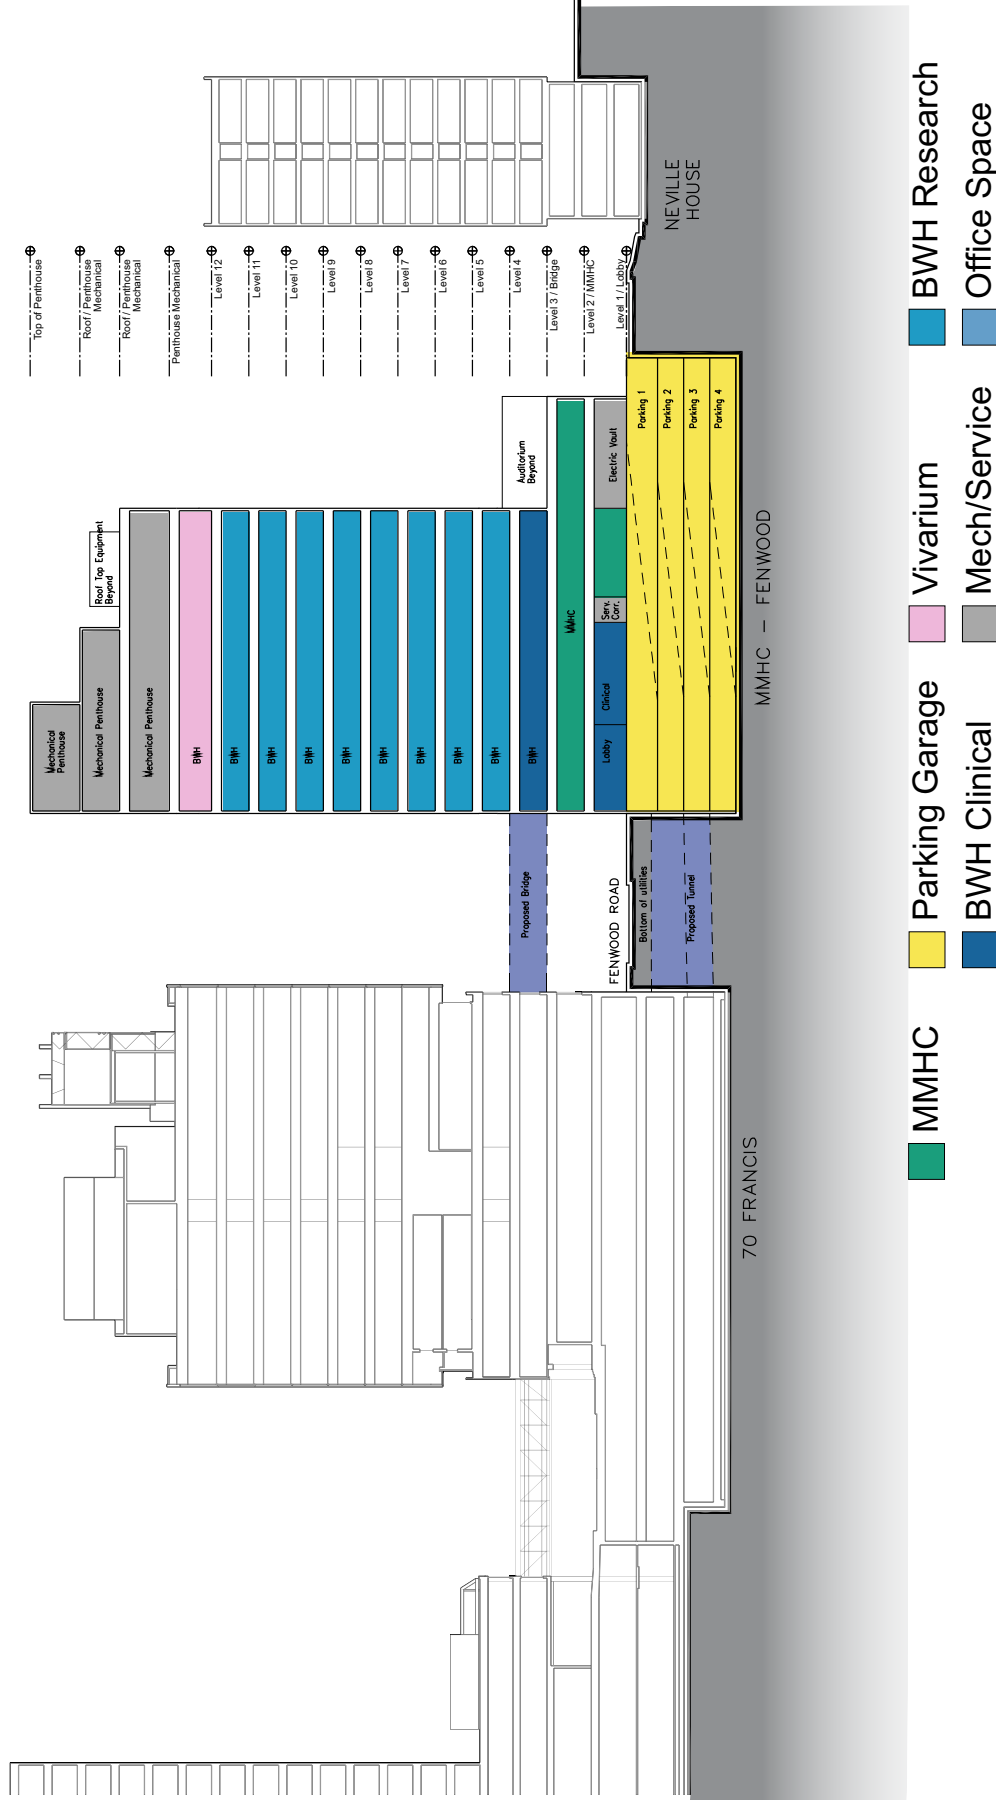 Top of Penthouse
Roof / Penthouse
Mechanical
Roof / Penthouse
Mechanical
Penthouse Mechanical
Level 12
Level 11
Level 10
Level 9
Level 8
Level 7
Level 6
Level 5
Level 4
Level 3 / Bridge
Level 2 / MMHC
Level 1 / Lobby
NEVILLE
HOUSE
Mechanical
Penthouse
Mechanical Penthouse
Roof Top Equipment
Beyond
Mechanical Penthouse
BWH
BWH
BWH
BWH
BWH
BWH
BWH
BWH
BWH
BWH
Auditorium
Beyond
MMHC
Lobby
Clinical
Serv.
Corr.
Electric Vault
Parking 1
Parking 2
Parking 3
Parking 4
Proposed Bridge
FENWOOD ROAD
Bottom of utilities
Proposed Tunnel
MMHC – FENWOOD
70 FRANCIS
MMHC
Parking Garage
Vivarium
BWH Research
BWH Clinical
Mech/Service
Office Space